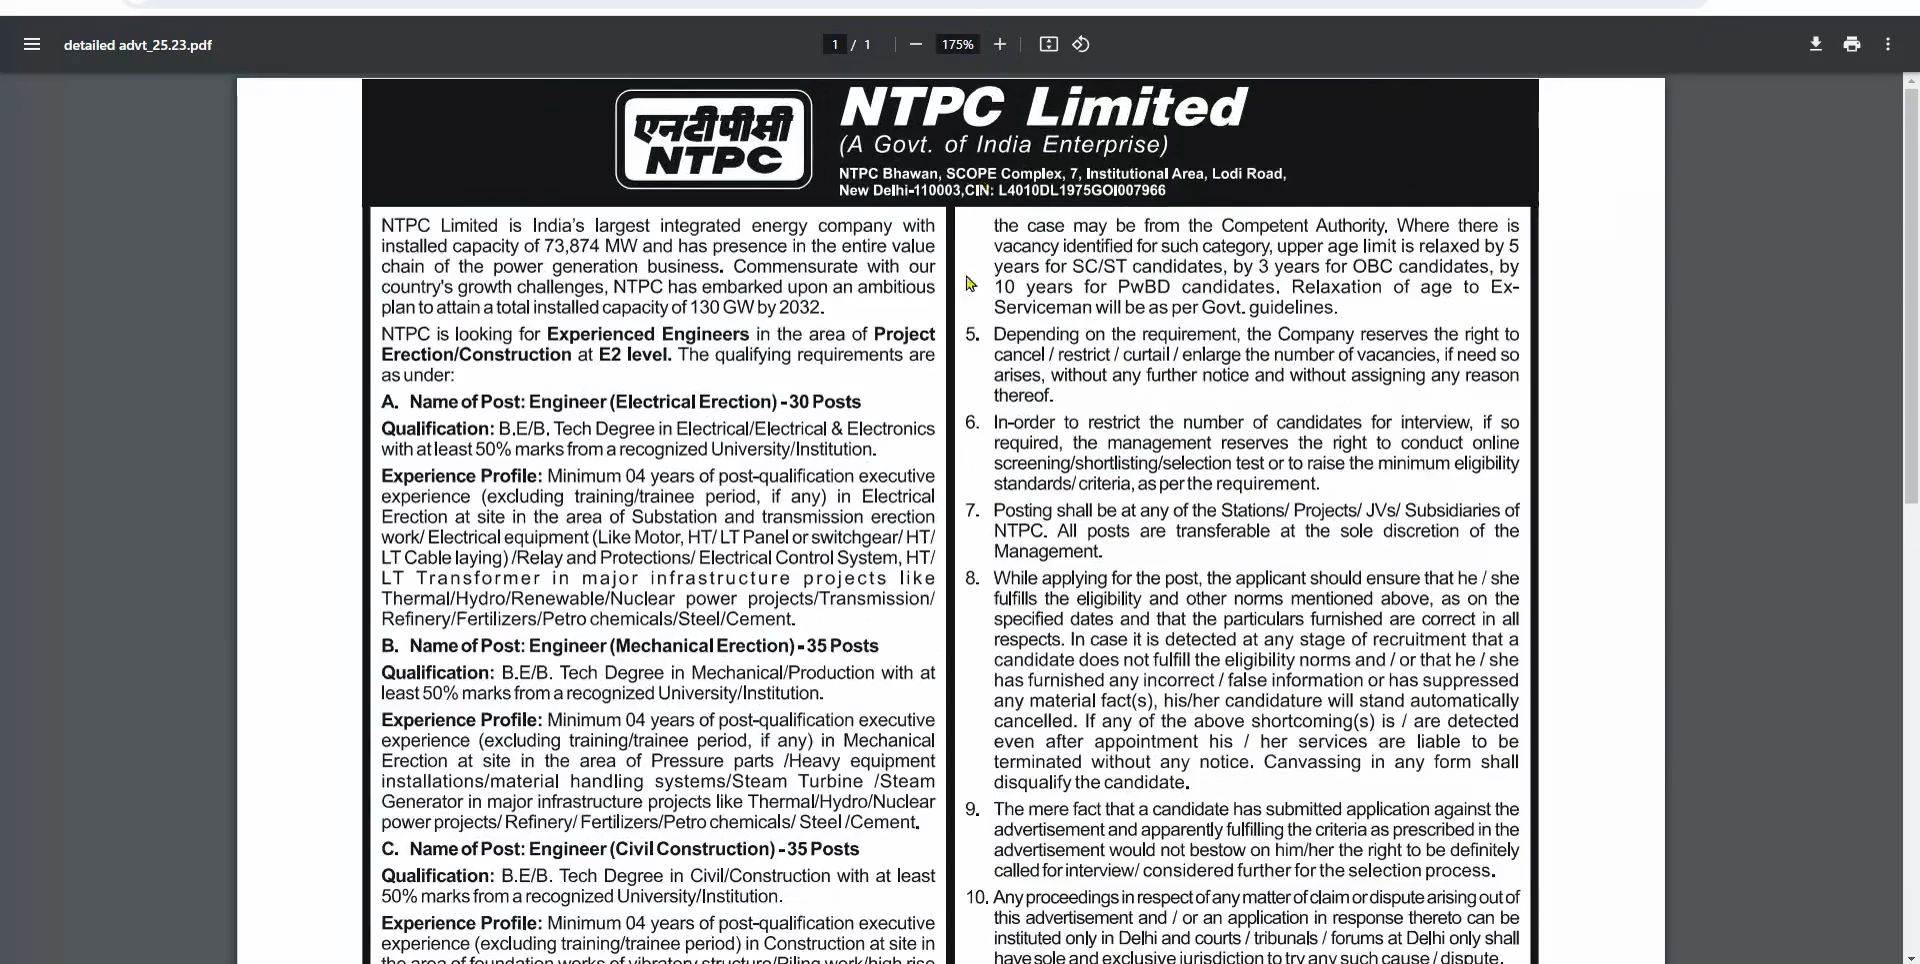 detailed advt_25.23.pdf
1 / 1
175%
एनटीपीसी
NTPC
NTPC Limited
(A Govt. of India Enterprise)
NTPC Bhawan, SCOPE Complex, 7, Institutional Area, Lodi Road,
New Delhi-110003,CIN: L4010DL1975GOI007966
NTPC Limited is India's largest integrated energy company with
installed capacity of 73,874 MW and has presence in the entire value
chain of the power generation business. Commensurate with our
country's growth challenges, NTPC has embarked upon an ambitious
plan to attain a total installed capacity of 130 GW by 2032.
NTPC is looking for Experienced Engineers in the area of Project
Erection/Construction at E2 level. The qualifying requirements are
as under:
A. Name of Post: Engineer (Electrical Erection) - 30 Posts
Qualification: B.E/B. Tech Degree in Electrical/Electrical & Electronics
with at least 50% marks from a recognized University/Institution.
Experience Profile: Minimum 04 years of post-qualification executive
experience (excluding training/trainee period, if any) in Electrical
Erection at site in the area of Substation and transmission erection
work/ Electrical equipment (Like Motor, HT/ LT Panel or switchgear/ HT/
LT Cable laying) /Relay and Protections/ Electrical Control System, HT/
LT Transformer in major infrastructure projects like
Thermal/Hydro/Renewable/Nuclear power projects/Transmission/
Refinery/Fertilizers/Petro chemicals/Steel/Cement.
B. Name of Post: Engineer (Mechanical Erection) - 35 Posts
Qualification: B.E/B. Tech Degree in Mechanical/Production with at
least 50% marks from a recognized University/Institution.
Experience Profile: Minimum 04 years of post-qualification executive
experience (excluding training/trainee period, if any) in Mechanical
Erection at site in the area of Pressure parts /Heavy equipment
installations/material handling systems/Steam Turbine /Steam
Generator in major infrastructure projects like Thermal/Hydro/Nuclear
power projects/ Refinery/ Fertilizers/Petro chemicals/ Steel /Cement.
C. Name of Post: Engineer (Civil Construction) - 35 Posts
Qualification: B.E/B. Tech Degree in Civil/Construction with at least
50% marks from a recognized University/Institution.
Experience Profile: Minimum 04 years of post-qualification executive
experience (excluding training/trainee period) in Construction at site in
the area of foundation works of vibratory structure/Piling work/high rise
the case may be from the Competent Authority. Where there is
vacancy identified for such category, upper age limit is relaxed by 5
years for SC/ST candidates, by 3 years for OBC candidates, by
10 years for PwBD candidates. Relaxation of age to Ex-
Serviceman will be as per Govt. guidelines.
5. Depending on the requirement, the Company reserves the right to
cancel / restrict / curtail / enlarge the number of vacancies, if need so
arises, without any further notice and without assigning any reason
thereof.
6. In-order to restrict the number of candidates for interview, if so
required, the management reserves the right to conduct online
screening/shortlisting/selection test or to raise the minimum eligibility
standards/ criteria, as per the requirement.
7. Posting shall be at any of the Stations/ Projects/ JVs/ Subsidiaries of
NTPC. All posts are transferable at the sole discretion of the
Management.
8. While applying for the post, the applicant should ensure that he / she
fulfills the eligibility and other norms mentioned above, as on the
specified dates and that the particulars furnished are correct in all
respects. In case it is detected at any stage of recruitment that a
candidate does not fulfill the eligibility norms and / or that he / she
has furnished any incorrect / false information or has suppressed
any material fact(s), his/her candidature will stand automatically
cancelled. If any of the above shortcoming(s) is / are detected
even after appointment his / her services are liable to be
terminated without any notice. Canvassing in any form shall
disqualify the candidate.
9. The mere fact that a candidate has submitted application against the
advertisement and apparently fulfilling the criteria as prescribed in the
advertisement would not bestow on him/her the right to be definitely
called for interview/ considered further for the selection process.
10. Any proceedings in respect of any matter of claim or dispute arising out of
this advertisement and / or an application in response thereto can be
instituted only in Delhi and courts / tribunals / forums at Delhi only shall
have sole and exclusive jurisdiction to try any such cause / dispute.